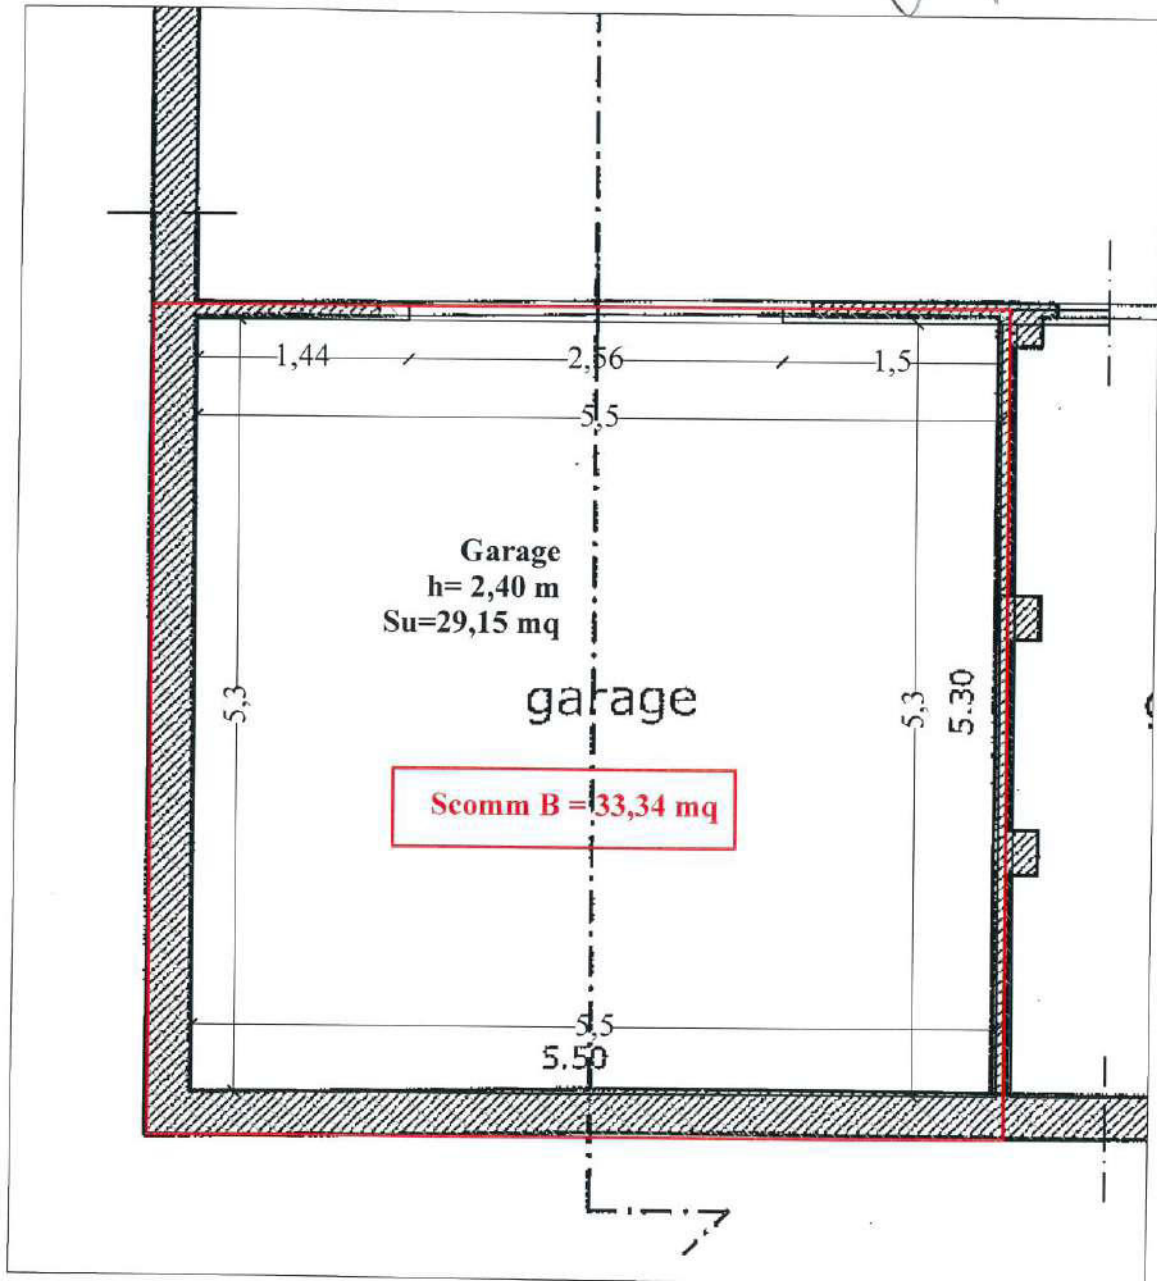 1,44 2,56 1,5
5,5
Garage
h= 2,40 m
Su=29,15 mq
garage
5,3
5,3
5.30
Scomm B = 33,34 mq
5,5
5.50